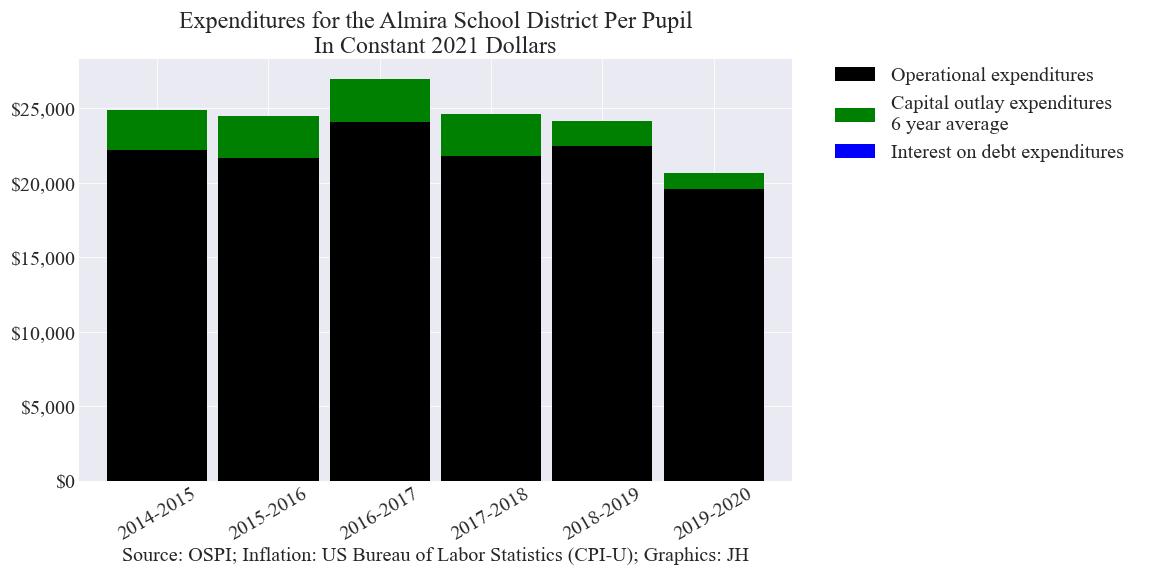 Expenditures for the Almira School District Per Pupil
In Constant 2021 Dollars
Operational expenditures
Capital outlay expenditures
6 year average
Interest on debt expenditures
$25,000
$20,000
$15,000
$10,000
$5,000
$0
2014-2015
2015-2016
2016-2017
2017-2018
2018-2019
2019-2020
Source: OSPI; Inflation: US Bureau of Labor Statistics (CPI-U); Graphics: JH